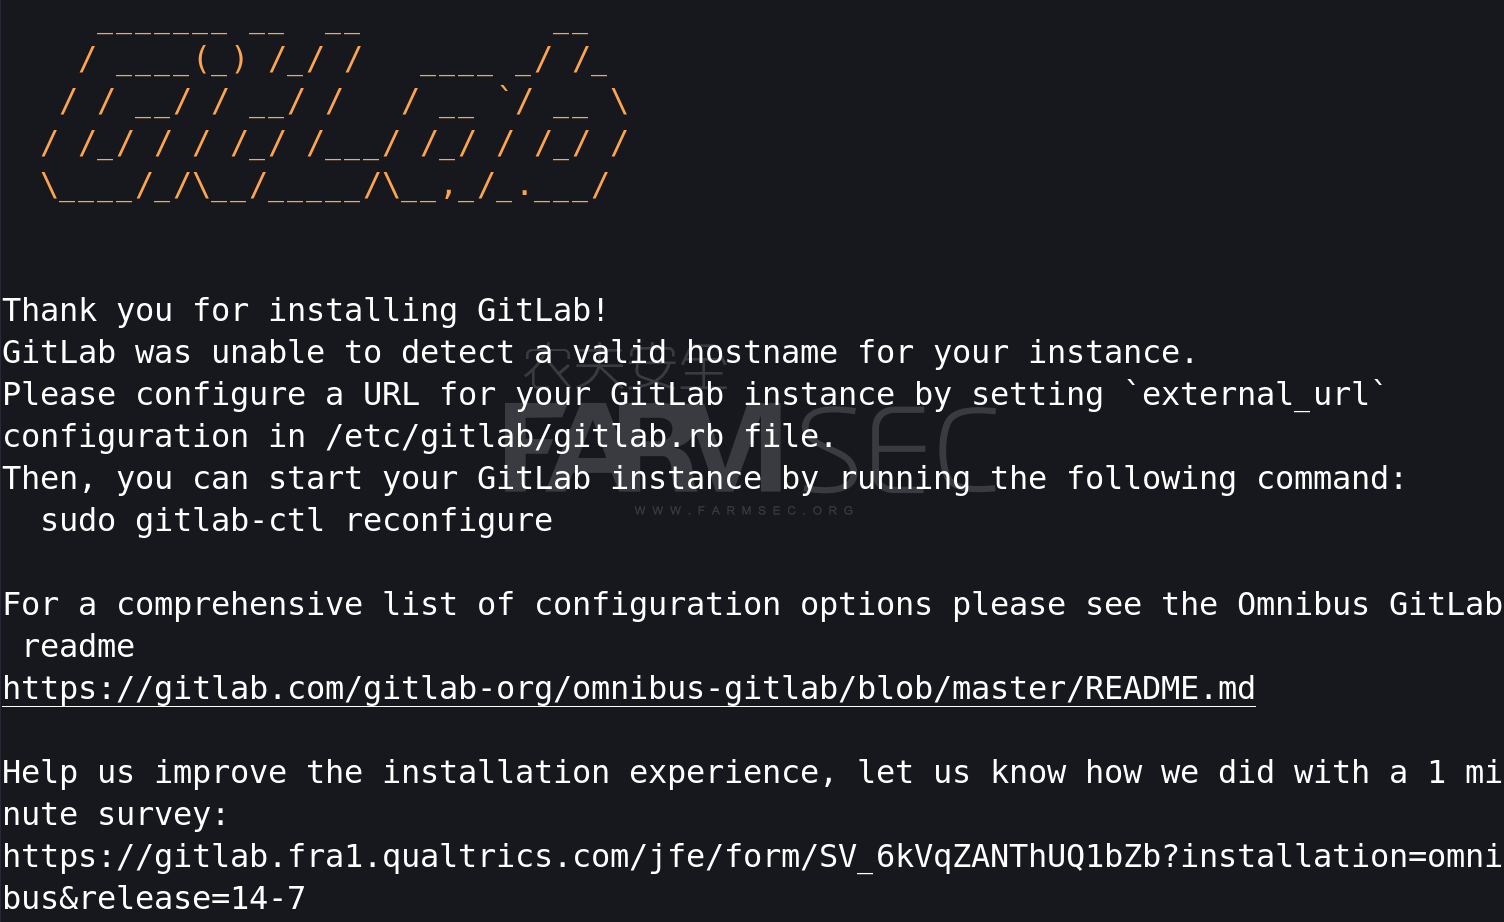 _______ __  __          __
      / ____(_) /_/ /   ____ _/ /_
     / / __/ / __/ /   / __ `/ __ \
    / /_/ / / /_/ /___/ /_/ / /_/ /
    \____/_/\__/_____/\__,_/_.___/
Thank you for installing GitLab!
农夫安全
GitLab was unable to detect a valid hostname for your instance.
Please configure a URL for your GitLab instance by setting `external_url`
FARMSEC
configuration in /etc/gitlab/gitlab.rb file.
Then, you can start your GitLab instance by running the following command:
WWW.FARMSEC.ORG
  sudo gitlab-ctl reconfigure
For a comprehensive list of configuration options please see the Omnibus GitLab
 readme
https://gitlab.com/gitlab-org/omnibus-gitlab/blob/master/README.md
Help us improve the installation experience, let us know how we did with a 1 mi
nute survey:
https://gitlab.fra1.qualtrics.com/jfe/form/SV_6kVqZANThUQ1bZb?installation=omni
bus&release=14-7